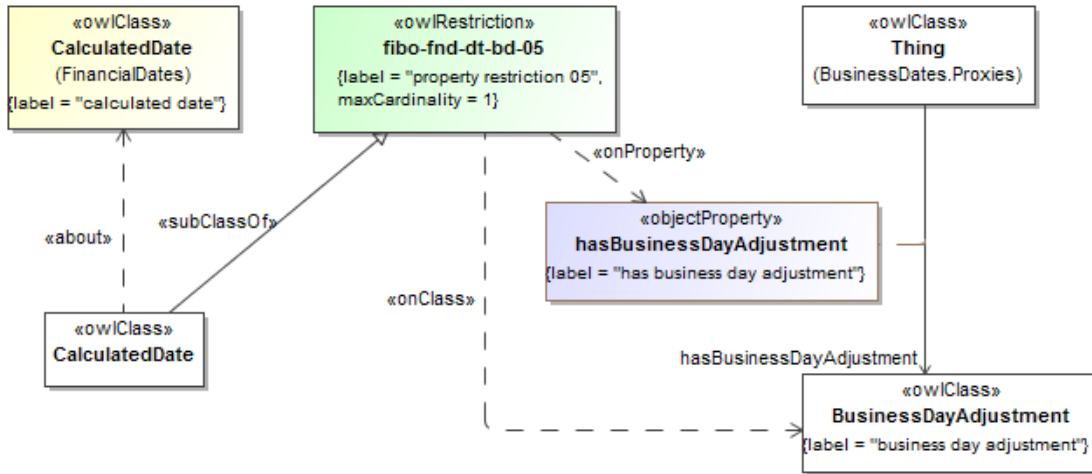 «owlClass»
CalculatedDate
(FinancialDates)
{label = "calculated date"}
«owlRestriction»
fibo-fnd-dt-bd-05
{label = "property restriction 05",
maxCardinality = 1}
«owlClass»
Thing
(BusinessDates.Proxies)
«onProperty»
«subClassOf»
«about»
«objectProperty»
hasBusinessDayAdjustment
{label = "has business day adjustment"}
«onClass»
«owlClass»
CalculatedDate
hasBusinessDayAdjustment
«owlClass»
BusinessDayAdjustment
{label = "business day adjustment"}